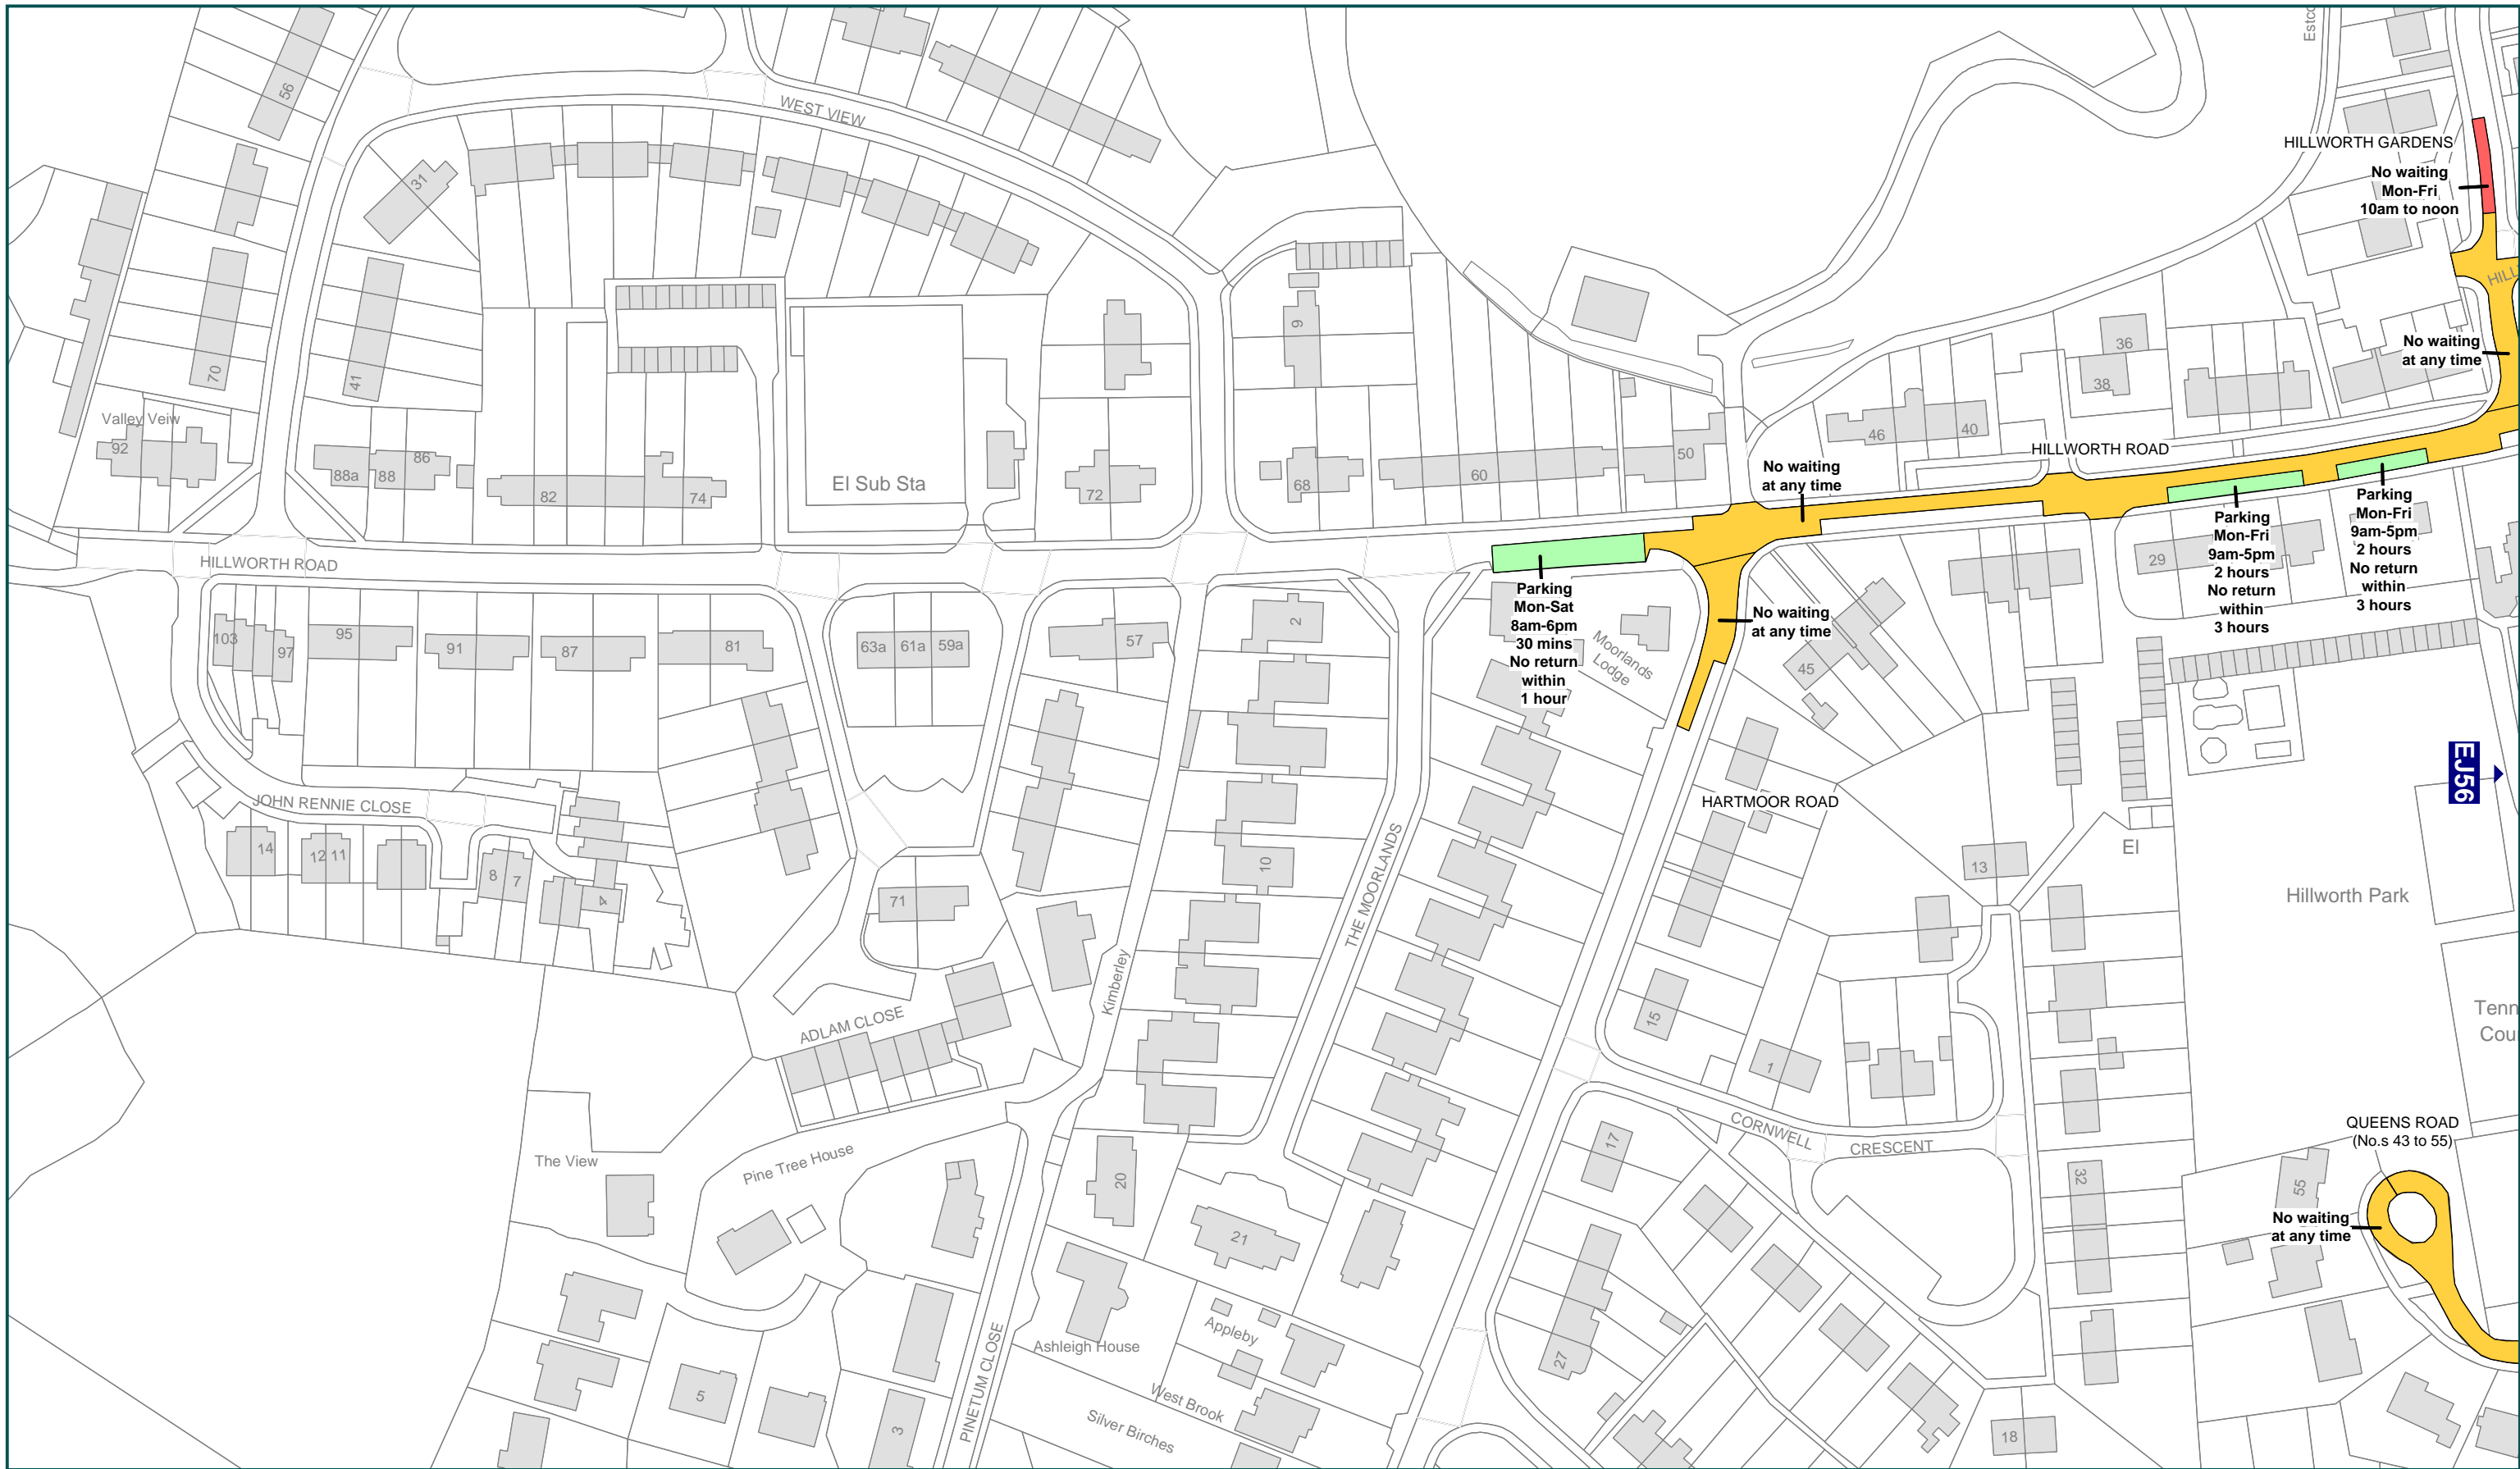 Estco
56
WEST VIEW
HILLWORTH GARDENS
No waiting
Mon-Fri
10am to noon
31
HILL
9
36
38
No waiting
at any time
70
41
Valley Veiw
92
46
40
HILLWORTH ROAD
88a
88
86
82
74
El Sub Sta
72
68
60
50
No waiting
at any time
HILLWORTH ROAD
29
Parking
Mon-Fri
9am-5pm
2 hours
No return
within
3 hours
Parking
Mon-Fri
9am-5pm
2 hours
No return
within
3 hours
Parking
Mon-Sat
8am-6pm
30 mins
No return
within
1 hour
No waiting
at any time
Moorlands
Lodge
45
103
97
95
91
87
81
63a
61a
59a
57
2
EJ56
JOHN RENNIE CLOSE
HARTMOOR ROAD
14
12
11
8
7
4
71
10
THE MOORLANDS
13
El
Hillworth Park
Kimberley
ADLAM CLOSE
15
1
Tenn
Cou
CORNWELL
CRESCENT
QUEENS ROAD
(No.s 43 to 55)
The View
Pine Tree House
20
17
32
55
21
No waiting
at any time
Ashleigh House
Appleby
27
PINETUM CLOSE
5
3
West Brook
Silver Birches
18